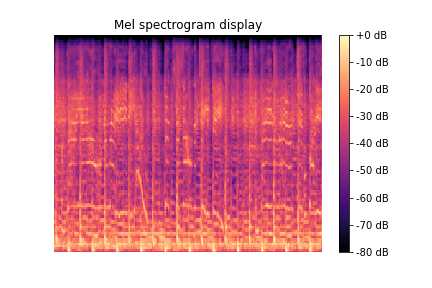 Mel spectrogram display
+0 dB
-10 dB
-20 dB
-30 dB
-40 dB
-50 dB
-60 dB
-70 dB
-80 dB